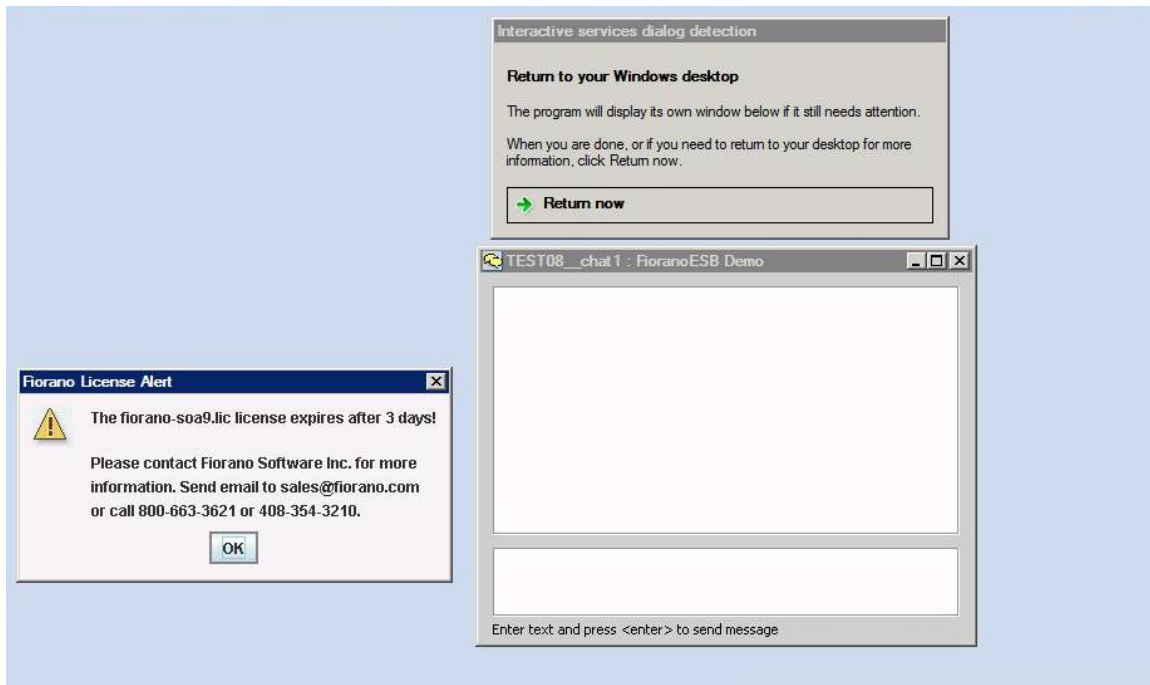 Interactive services dialog detection
Return to your Windows desktop
The program will display its own window below if it still needs attention.
When you are done, or if you need to return to your desktop for more
information, click Return now.
Return now
TEST08__chat1 : FioranoESB Demo
Fiorano License Alert
The fiorano-soa9.lic license expires after 3 days!
Please contact Fiorano Software Inc. for more
information. Send email to sales@fiorano.com
or call 800-663-3621 or 408-354-3210.
OK
Enter text and press <enter> to send message